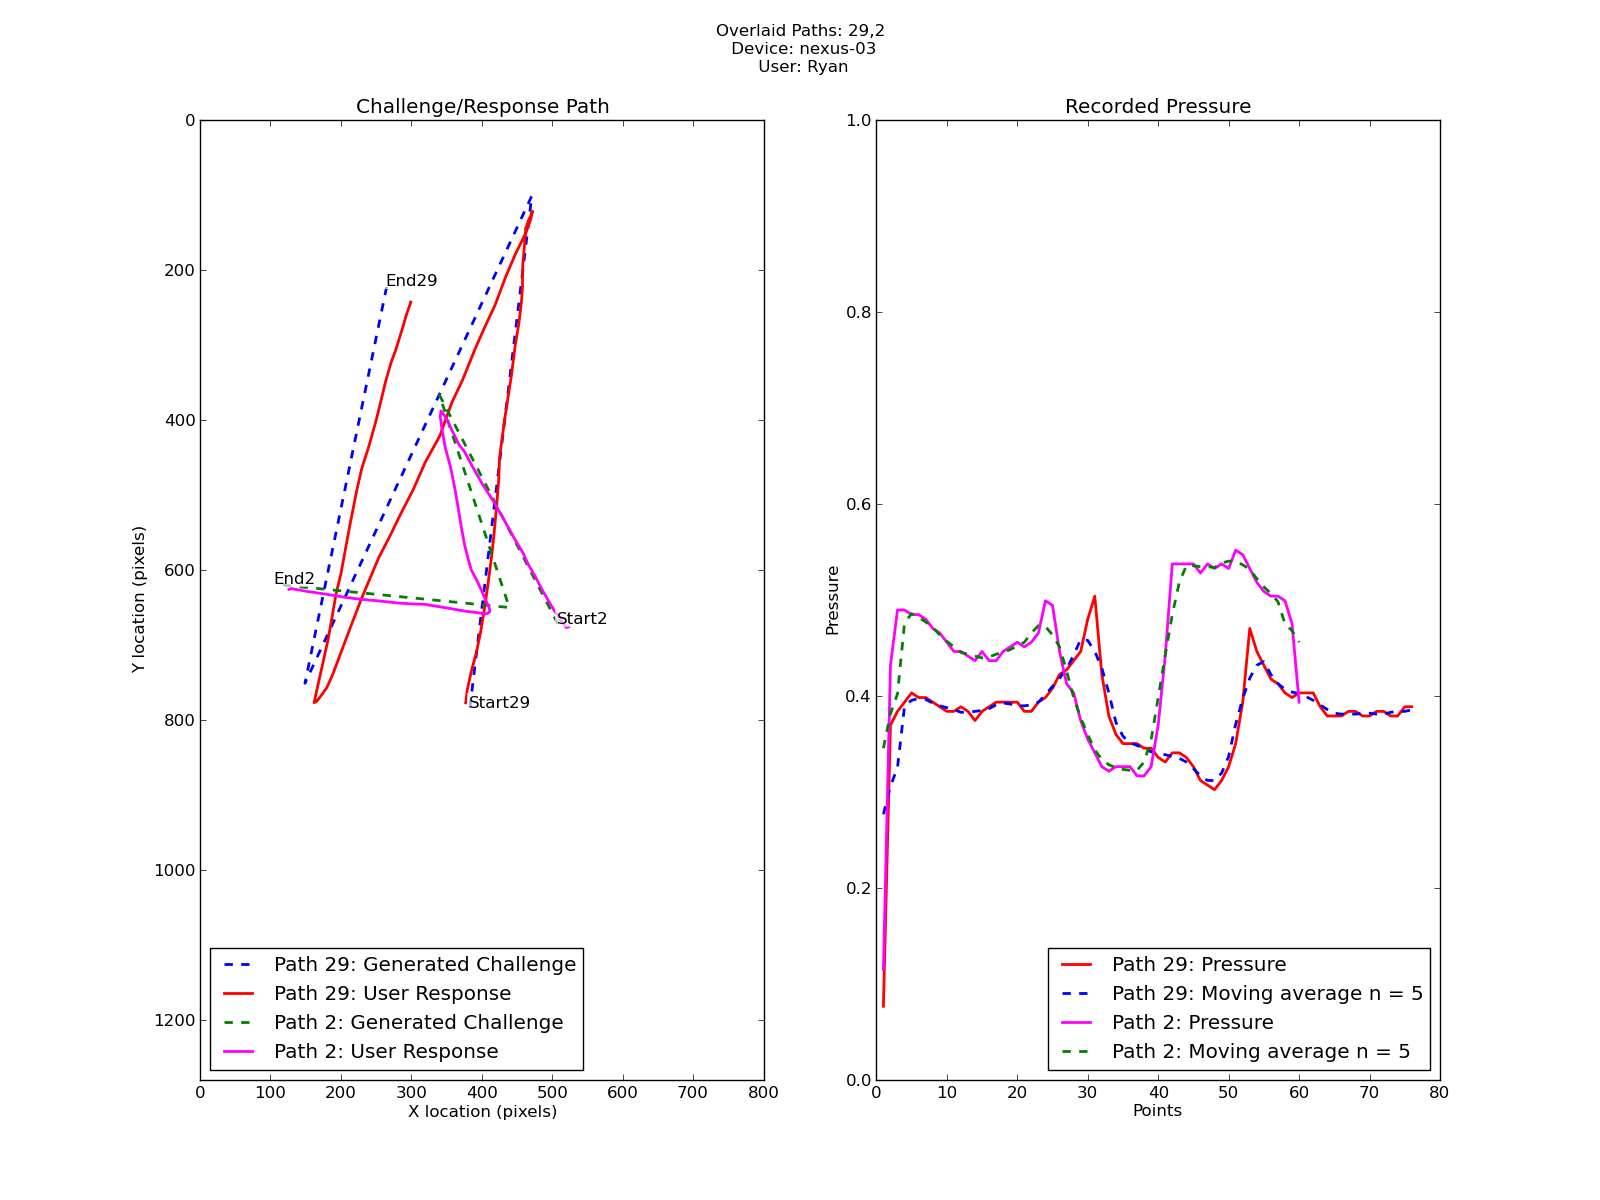 Overlaid Paths: 29,2
Device: nexus-03
User: Ryan
Challenge/Response Path
0
200
400
600
800
1000
1200
Y location (pixels)
End29
End2
Start2
Start29
Path 29: Generated Challenge
Path 29: User Response
Path 2: Generated Challenge
Path 2: User Response
0 100 200 300 400 500 600 700 800
X location (pixels)
Recorded Pressure
1.0
0.8
0.6
0.4
0.2
0.0
Pressure
Path 29: Pressure
Path 29: Moving average n = 5
Path 2: Pressure
Path 2: Moving average n = 5
0 10 20 30 40 50 60 70 80
Points